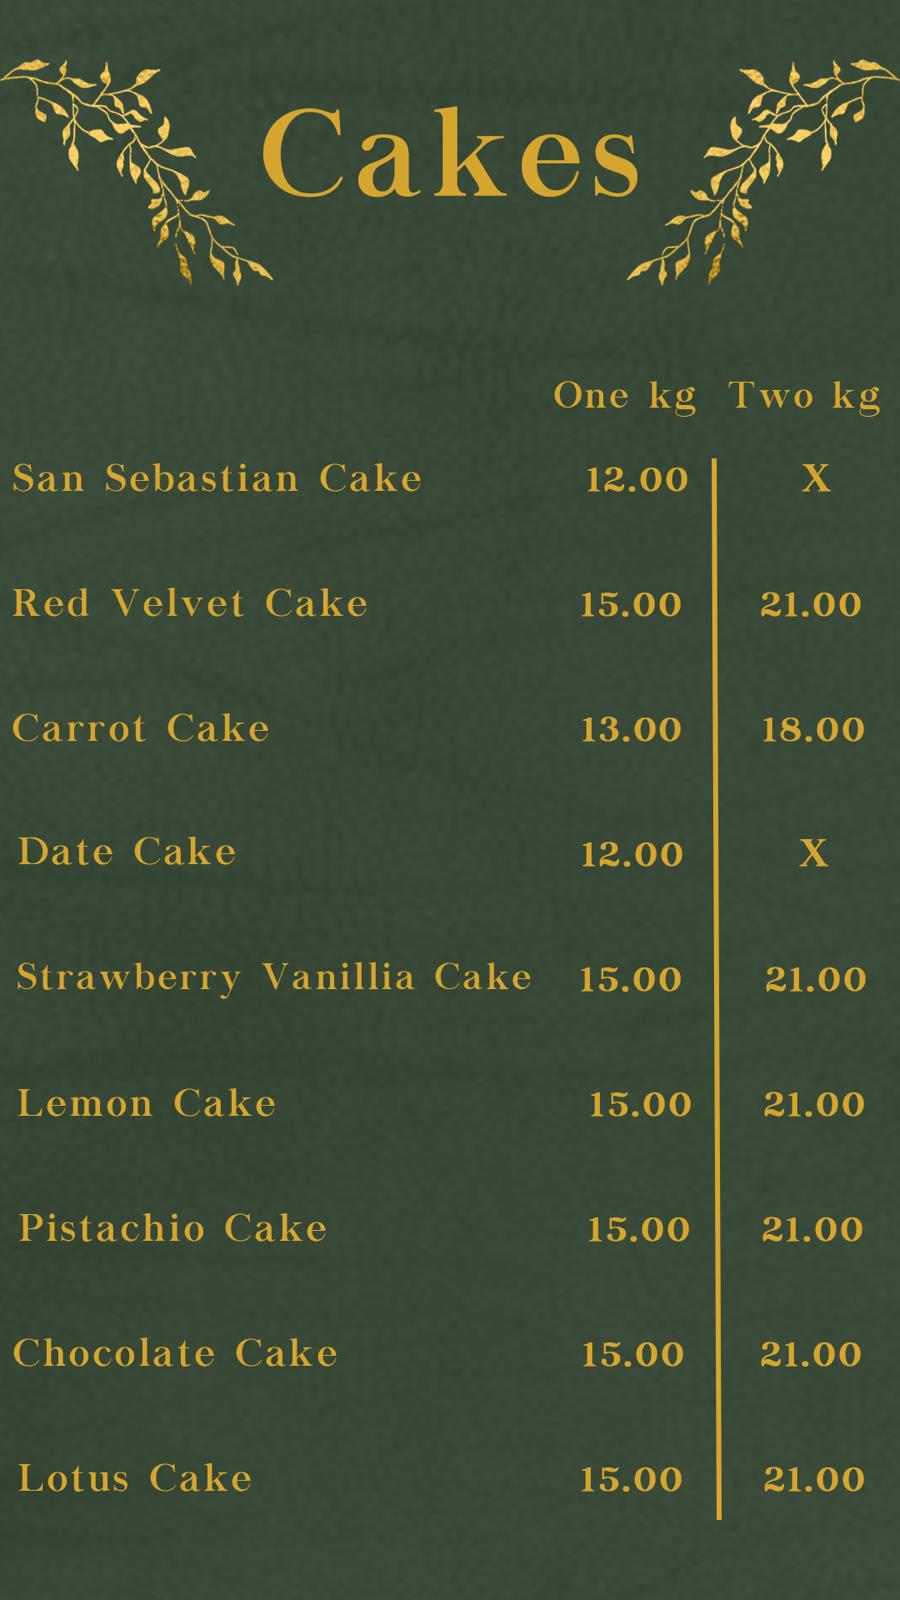 Cakes
One kg Two kg
San Sebastian Cake 12.00 X
Red Velvet Cake 15.00 21.00
Carrot Cake 13.00 18.00
Date Cake 12.00 X
Strawberry Vanillia Cake 15.00 21.00
Lemon Cake 15.00 21.00
Pistachio Cake 15.00 21.00
Chocolate Cake 15.00 21.00
Lotus Cake 15.00 21.00